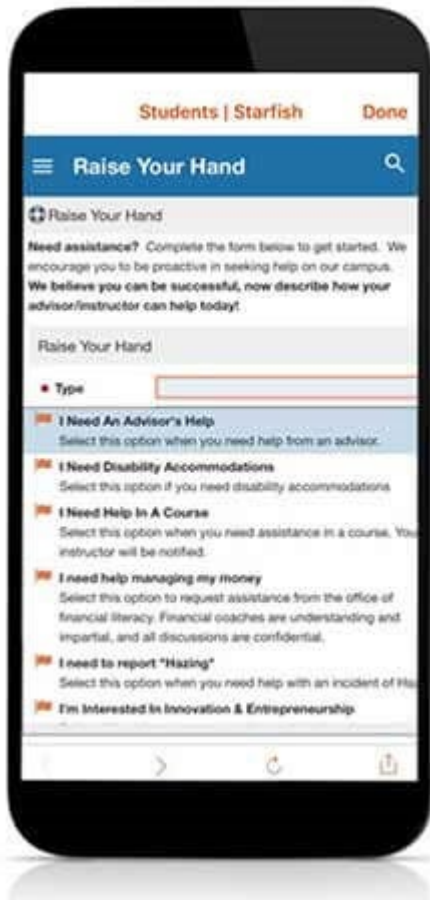 Students | Starfish
Done
Raise Your Hand
Raise Your Hand
Need assistance? Complete the form below to get started. We
encourage you to be proactive in seeking help on our campus.
We believe you can be successful, now describe how your
advisor/instructor can help today!
Raise Your Hand
Type
I Need An Advisor's Help
Select this option when you need help from an advisor.
I Need Disability Accommodations
Select this option if you need disability accommodations
I Need Help In A Course
Select this option when you need assistance in a course. You
instructor will be notified.
I need help managing my money
Select this option to request assistance from the office of
financial literacy. Financial coaches are understanding and
impartial, and all discussions are confidential.
I need to report "Hazing"
Select this option when you need help with an incident of Ha
I'm Interested In Innovation & Entrepreneurship